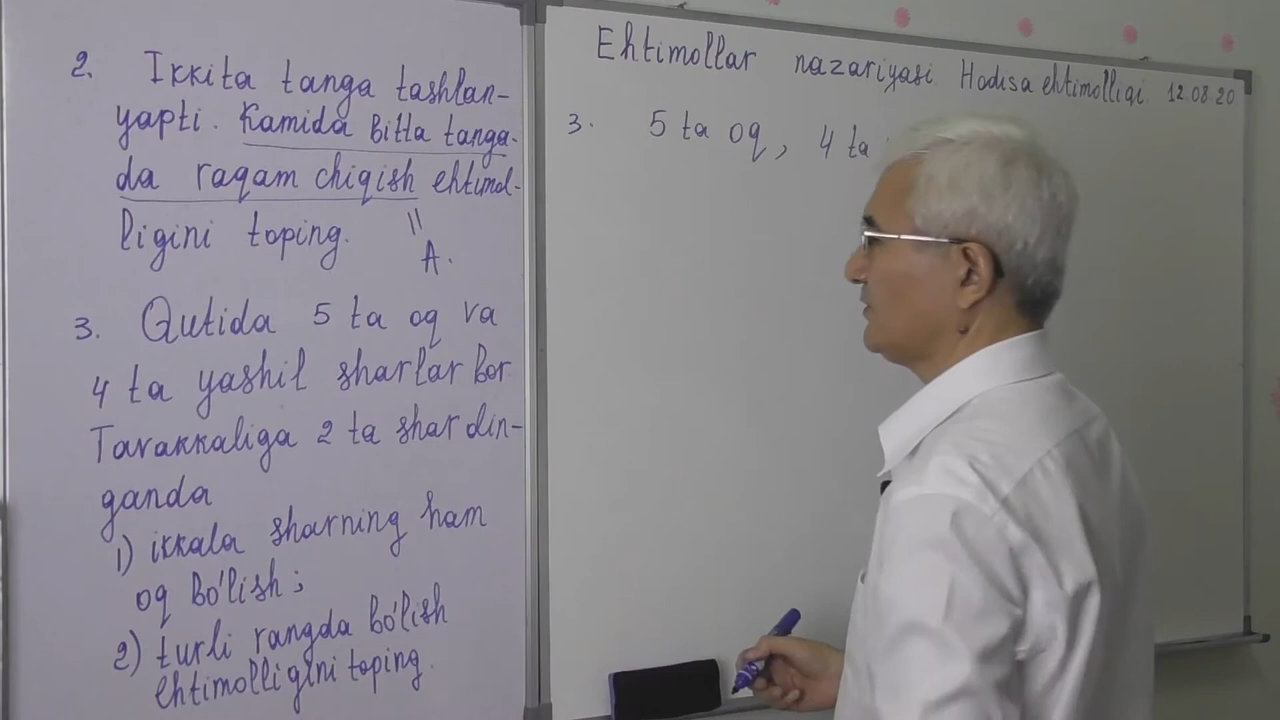 2. Ikkita tanga tashlan-
yapti. Kamida bitta tanga-
da raqam chiqish ehtimol-
ligini toping.
=
A.
3. Qutida 5 ta oq va
4 ta yashil sharlar bor
Tavakkaliga 2 ta shar olin-
ganda
1) ikkala sharning ham
oq bo'lish;
2) turli rangda bo'lish
ehtimolligini toping.
Ehtimollar nazariyasi. Hodisa ehtimolligi. 12.08.20
3. 5 ta oq, 4 ta